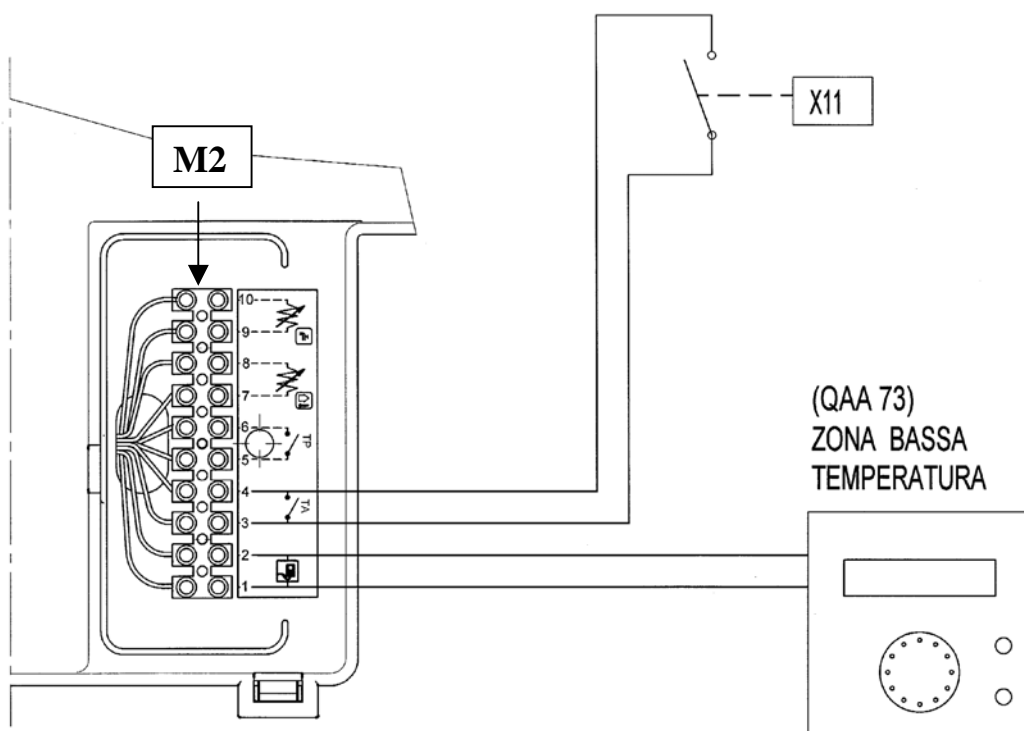 X11
M2
10
9
8
7
6
TP
5
4
TA
3
2
1
(QAA 73)
ZONA BASSA
TEMPERATURA